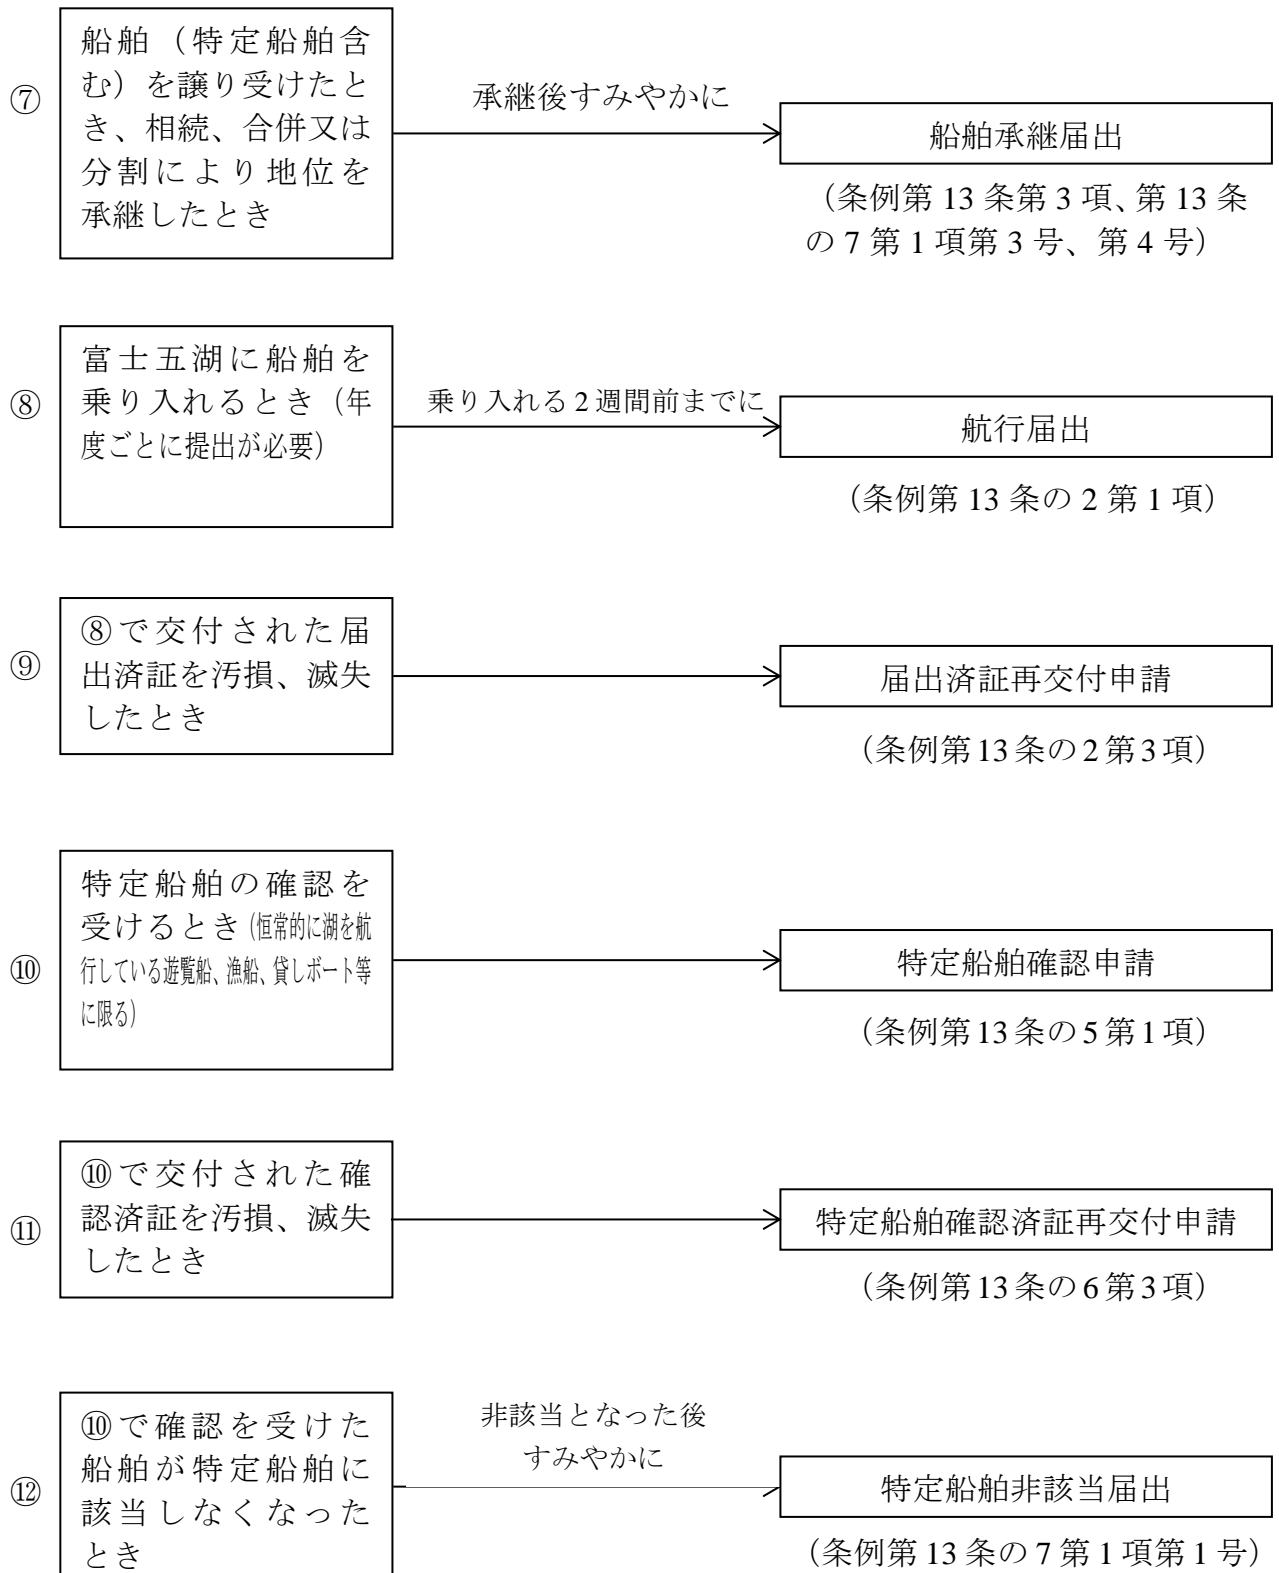 ⑦
船舶（特定船舶含
む）を譲り受けたと
き、相続、合併又は
分割により地位を
承継したとき
承継後すみやかに
船舶承継届出
（条例第 13 条第 3 項、第 13 条
の 7 第 1 項第 3 号、第 4 号）
⑧
富士五湖に船舶を
乗り入れるとき（年
度ごとに提出が必要）
乗り入れる 2 週間前までに
航行届出
（条例第 13 条の 2 第 1 項）
⑨
⑧で交付された届
出済証を汚損、滅失
したとき
届出済証再交付申請
（条例第 13 条の 2 第 3 項）
⑩
特定船舶の確認を
受けるとき（恒常的に湖を航
行している遊覧船、漁船、貸しボート等
に限る）
特定船舶確認申請
（条例第 13 条の 5 第 1 項）
⑪
⑩で交付された確
認済証を汚損、滅失
したとき
特定船舶確認済証再交付申請
（条例第 13 条の 6 第 3 項）
⑫
⑩で確認を受けた
船舶が特定船舶に
該当しなくなった
とき
非該当となった後
すみやかに
特定船舶非該当届出
（条例第 13 条の 7 第 1 項第 1 号）